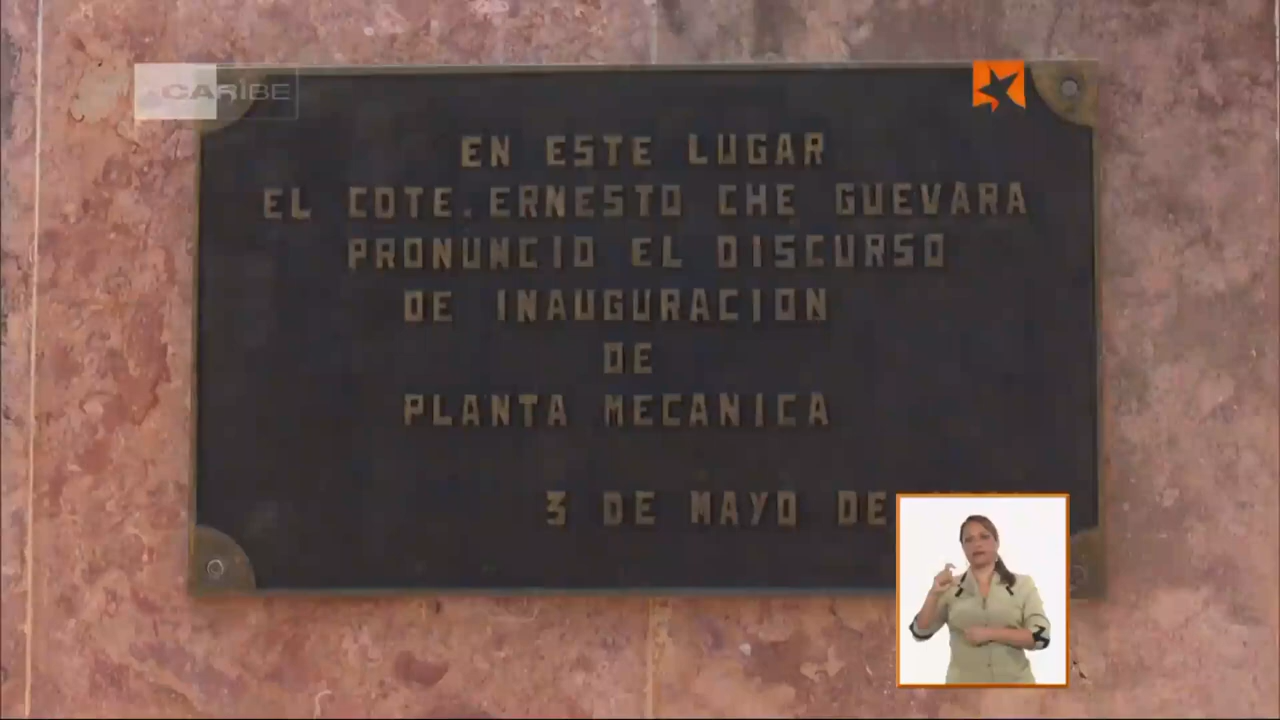 CARIBE
EN ESTE LUGAR
EL CDTE. ERNESTO CHE GUEVARA
PRONUNCIO EL DISCURSO
DE INAUGURACION
DE
PLANTA MECANICA
3 DE MAYO DE